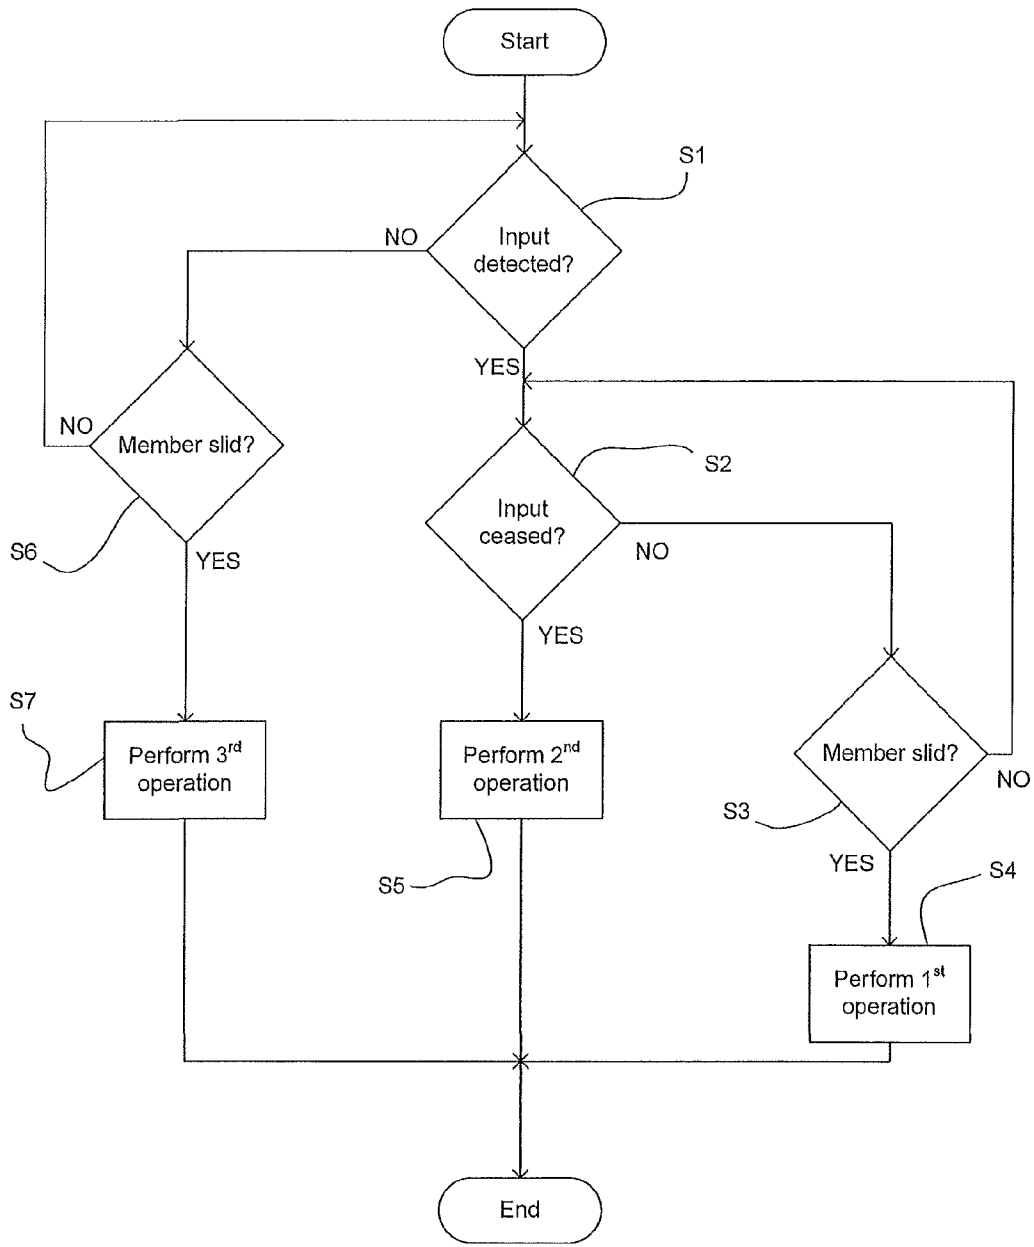 Start
S1
NO
Input
detected?
YES
NO
Member slid?
S2
Input
ceased?
S6
YES
NO
YES
S7
Perform 3rd
operation
Perform 2nd
operation
Member slid?
NO
S3
YES
S5
S4
Perform 1st
operation
End